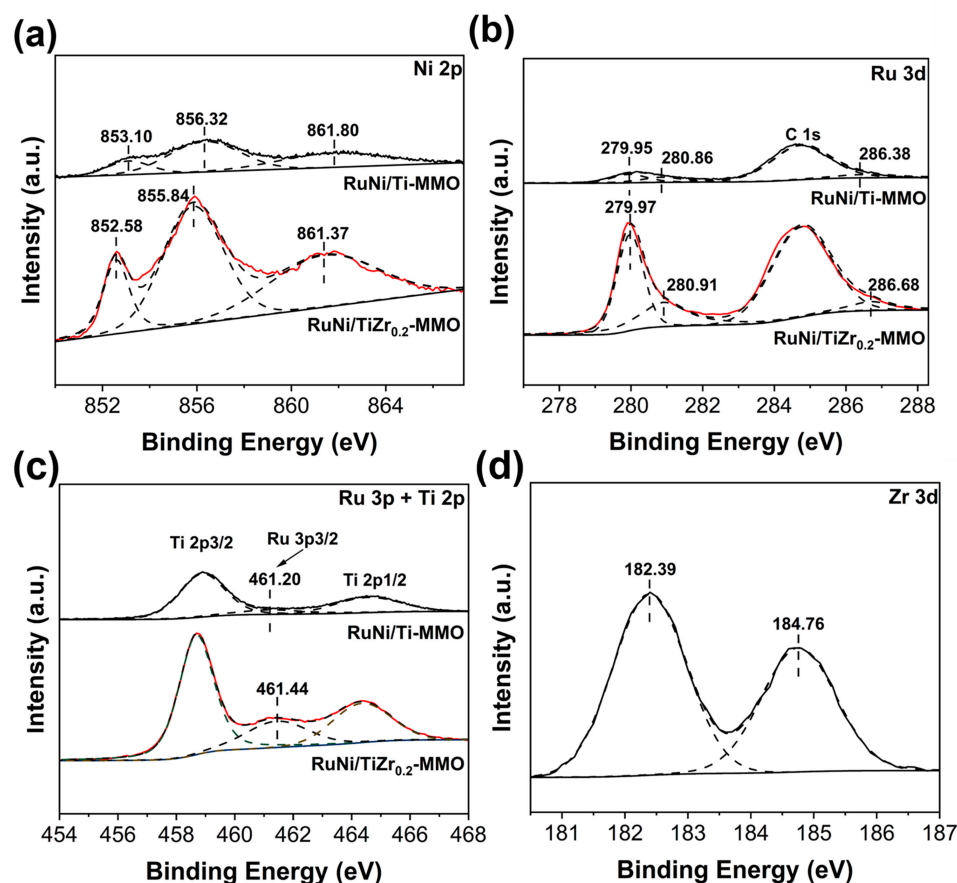 (a)
Ni 2p
853.10
856.32
861.80
RuNi/Ti-MMO
855.84
852.58
861.37
RuNi/TiZr0.2-MMO
852 856 860 864
Binding Energy (eV)
Intensity (a.u.)
(b)
Ru 3d
C 1s
279.95
280.86
286.38
RuNi/Ti-MMO
279.97
280.91
286.68
RuNi/TiZr0.2-MMO
278 280 282 284 286 288
Binding Energy (eV)
Intensity (a.u.)
(c)
Ru 3p + Ti 2p
Ru 3p3/2
Ti 2p3/2
461.20
Ti 2p1/2
RuNi/Ti-MMO
461.44
RuNi/TiZr0.2-MMO
454 456 458 460 462 464 466 468
Binding Energy (eV)
Intensity (a.u.)
(d)
Zr 3d
182.39
184.76
181 182 183 184 185 186 187
Binding Energy (eV)
Intensity (a.u.)